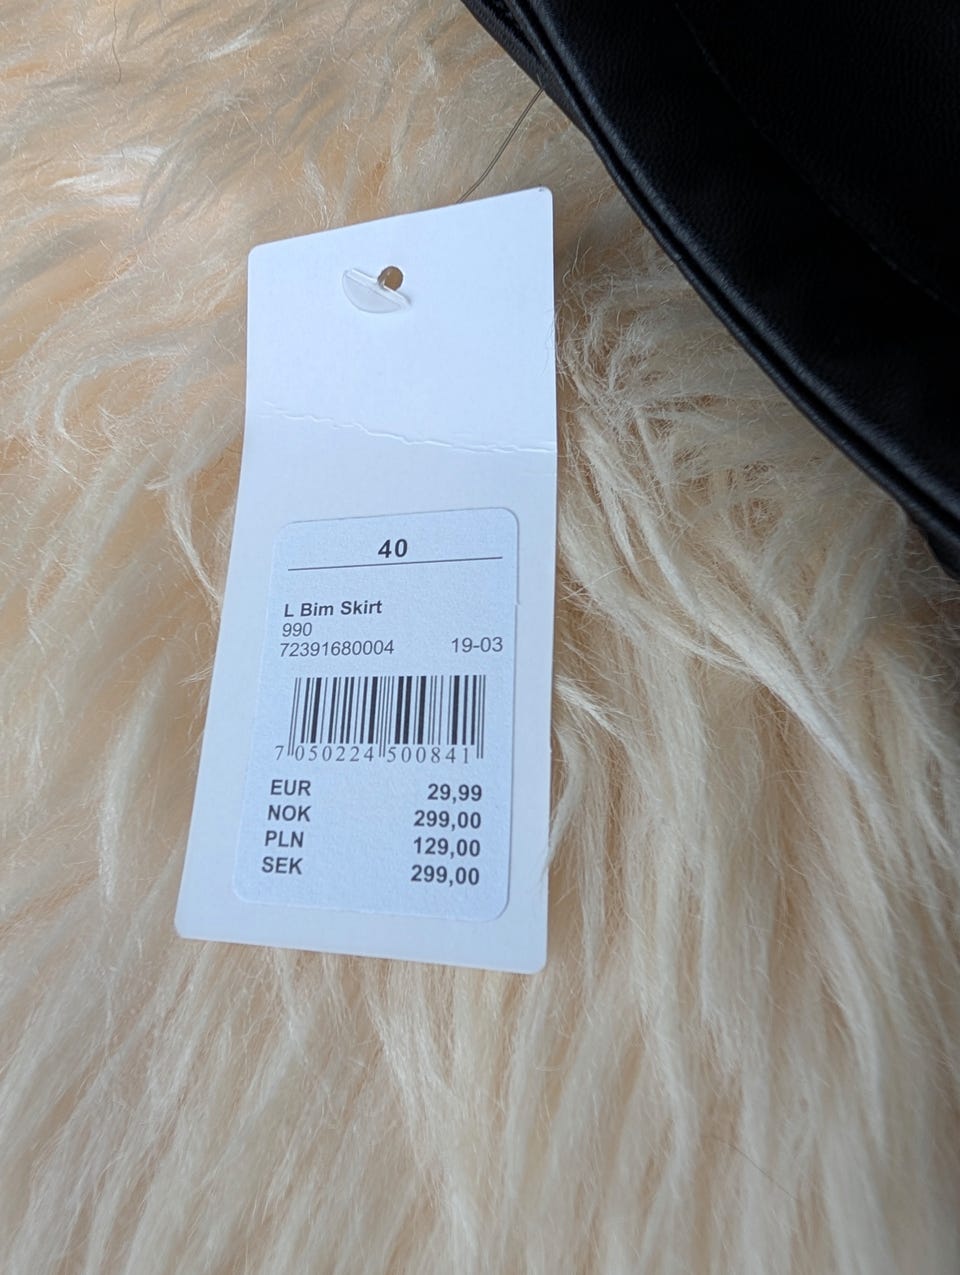 40
L Bim Skirt
990
72391680004 19-03
7 050224 500841
EUR 29,99
NOK 299,00
PLN 129,00
SEK 299,00